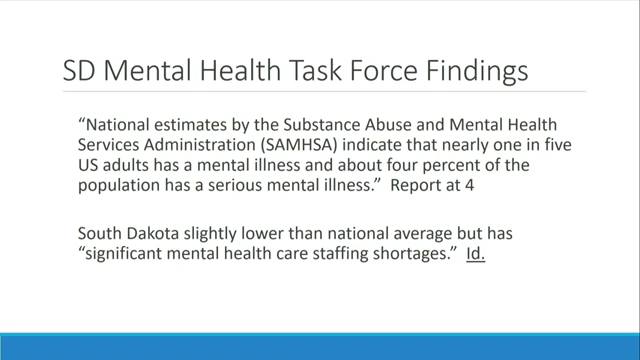 SD Mental Health Task Force Findings
“National estimates by the Substance Abuse and Mental Health
Services Administration (SAMHSA) indicate that nearly one in five
US adults has a mental illness and about four percent of the
population has a serious mental illness.” Report at 4
South Dakota slightly lower than national average but has
“significant mental health care staffing shortages.” Id.